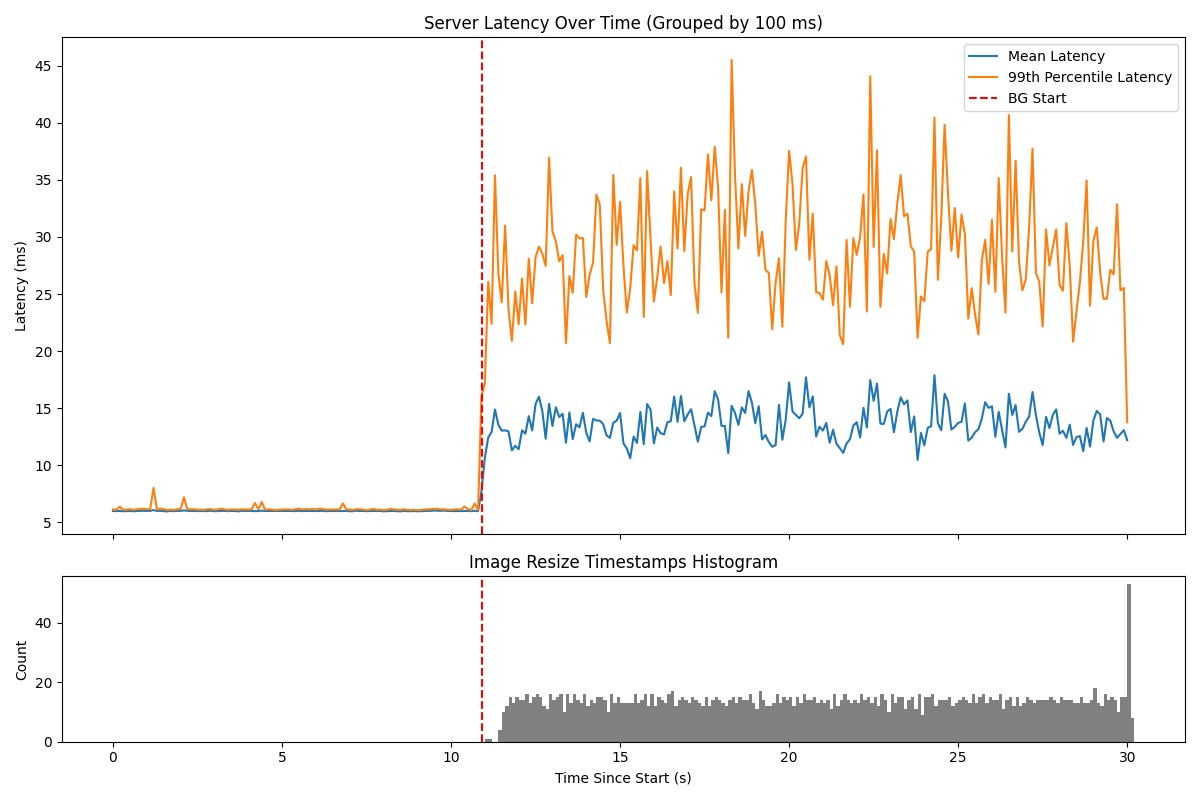 Server Latency Over Time (Grouped by 100 ms)
Mean Latency
99th Percentile Latency
BG Start
Latency (ms)
45
40
35
30
25
20
15
10
5
Image Resize Timestamps Histogram
Count
40
20
0
0 5 10 15 20 25 30
Time Since Start (s)